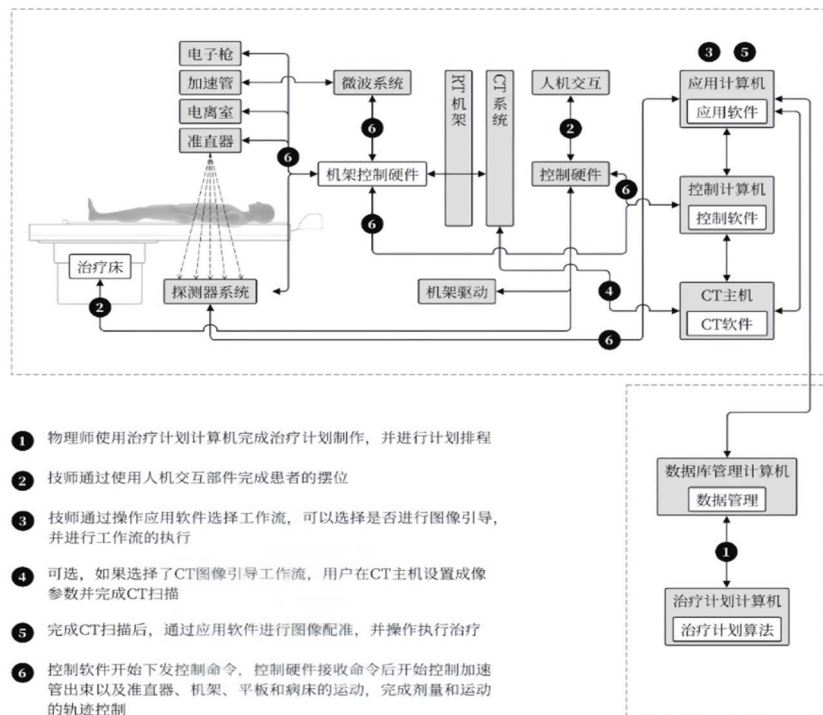 电子枪
加速管
电离室
准直器
微波系统
机架控制硬件
RT机架
CT系统
人机交互
控制硬件
3 5
应用计算机
应用软件
控制计算机
控制软件
CT主机
CT软件
治疗床
探测器系统
机架驱动
6
6
6
2
6
4
2
6
1 物理师使用治疗计划计算机完成治疗计划制作，并进行计划排程
2 技师通过使用人机交互部件完成患者的摆位
3 技师通过操作应用软件选择工作流，可以选择是否进行图像引导，
并进行工作流的执行
4 可选，如果选择了CT图像引导工作流，用户在CT主机设置成像
参数并完成CT扫描
5 完成CT扫描后，通过应用软件进行图像配准，并操作执行治疗
6 控制软件开始下发控制命令，控制硬件接收命令后开始控制加速
管出束以及准直器、机架、平板和病床的运动，完成剂量和运动
的轨迹控制
数据库管理计算机
数据管理
1
治疗计划计算机
治疗计划算法